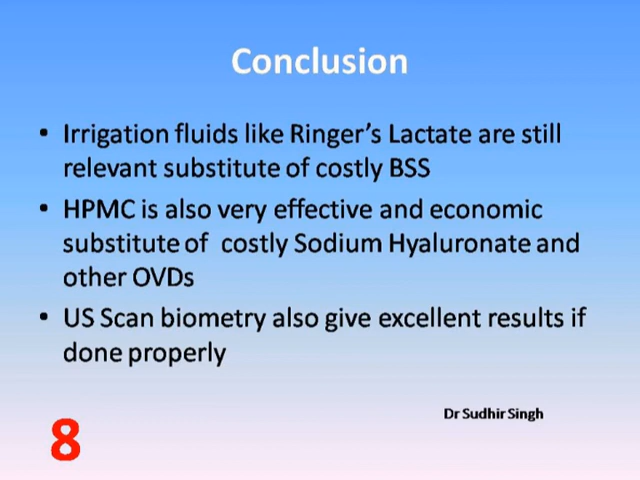 Conclusion
• Irrigation fluids like Ringer's Lactate are still
relevant substitute of costly BSS
• HPMC is also very effective and economic
substitute of costly Sodium Hyaluronate and
other OVDs
• US Scan biometry also give excellent results if
done properly
Dr Sudhir Singh
8